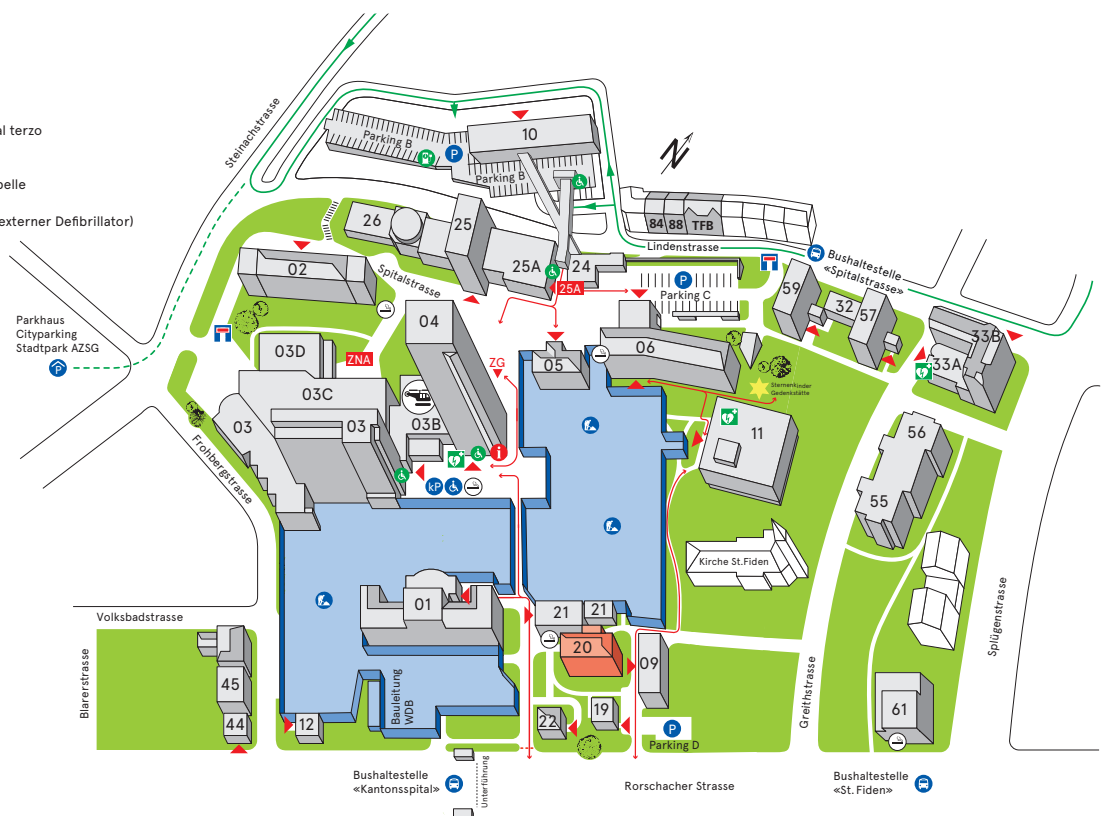 al terzo
elle
externer Defibrillator)
Steinachstrasse
Parking B
P
10
Parking B
N
84
88
TFB
Lindenstrasse
Bushaltestelle
«Spitalstrasse»
26
25
25A
24
25A
P
Parking C
02
Spitalstrasse
59
32
57
33B
33A
Parkhaus
Cityparking
Stadtpark AZSG
P
04
03D
ZNA
ZG
05
06
Sternenkinder
Gedenkstätte
03C
03
03
03B
i
kP
11
56
55
Frohbergstrasse
Kirche St.Fiden
Volksbadstrasse
01
21
21
20
09
Blarerstrasse
45
44
12
Bauleitung
WDB
22
19
P
Parking D
Greithstrasse
Splügenstrasse
61
Bushaltestelle
«Kantonsspital»
Unterführung
Rorschacher Strasse
Bushaltestelle
«St. Fiden»